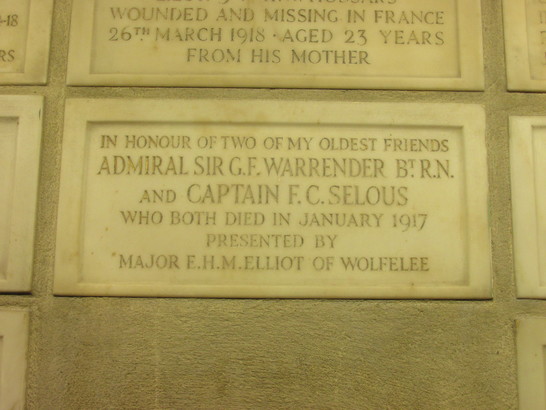 WOUNDED AND MISSING IN FRANCE
26TH MARCH 1918 · AGED 23 YEARS
FROM HIS MOTHER
IN HONOUR OF TWO OF MY OLDEST FRIENDS
ADMIRAL SIR G.F. WARRENDER BT. R.N.
AND CAPTAIN F.C. SELOUS
WHO BOTH DIED IN JANUARY 1917
PRESENTED BY
MAJOR E.H.M. ELLIOT OF WOLFELEE